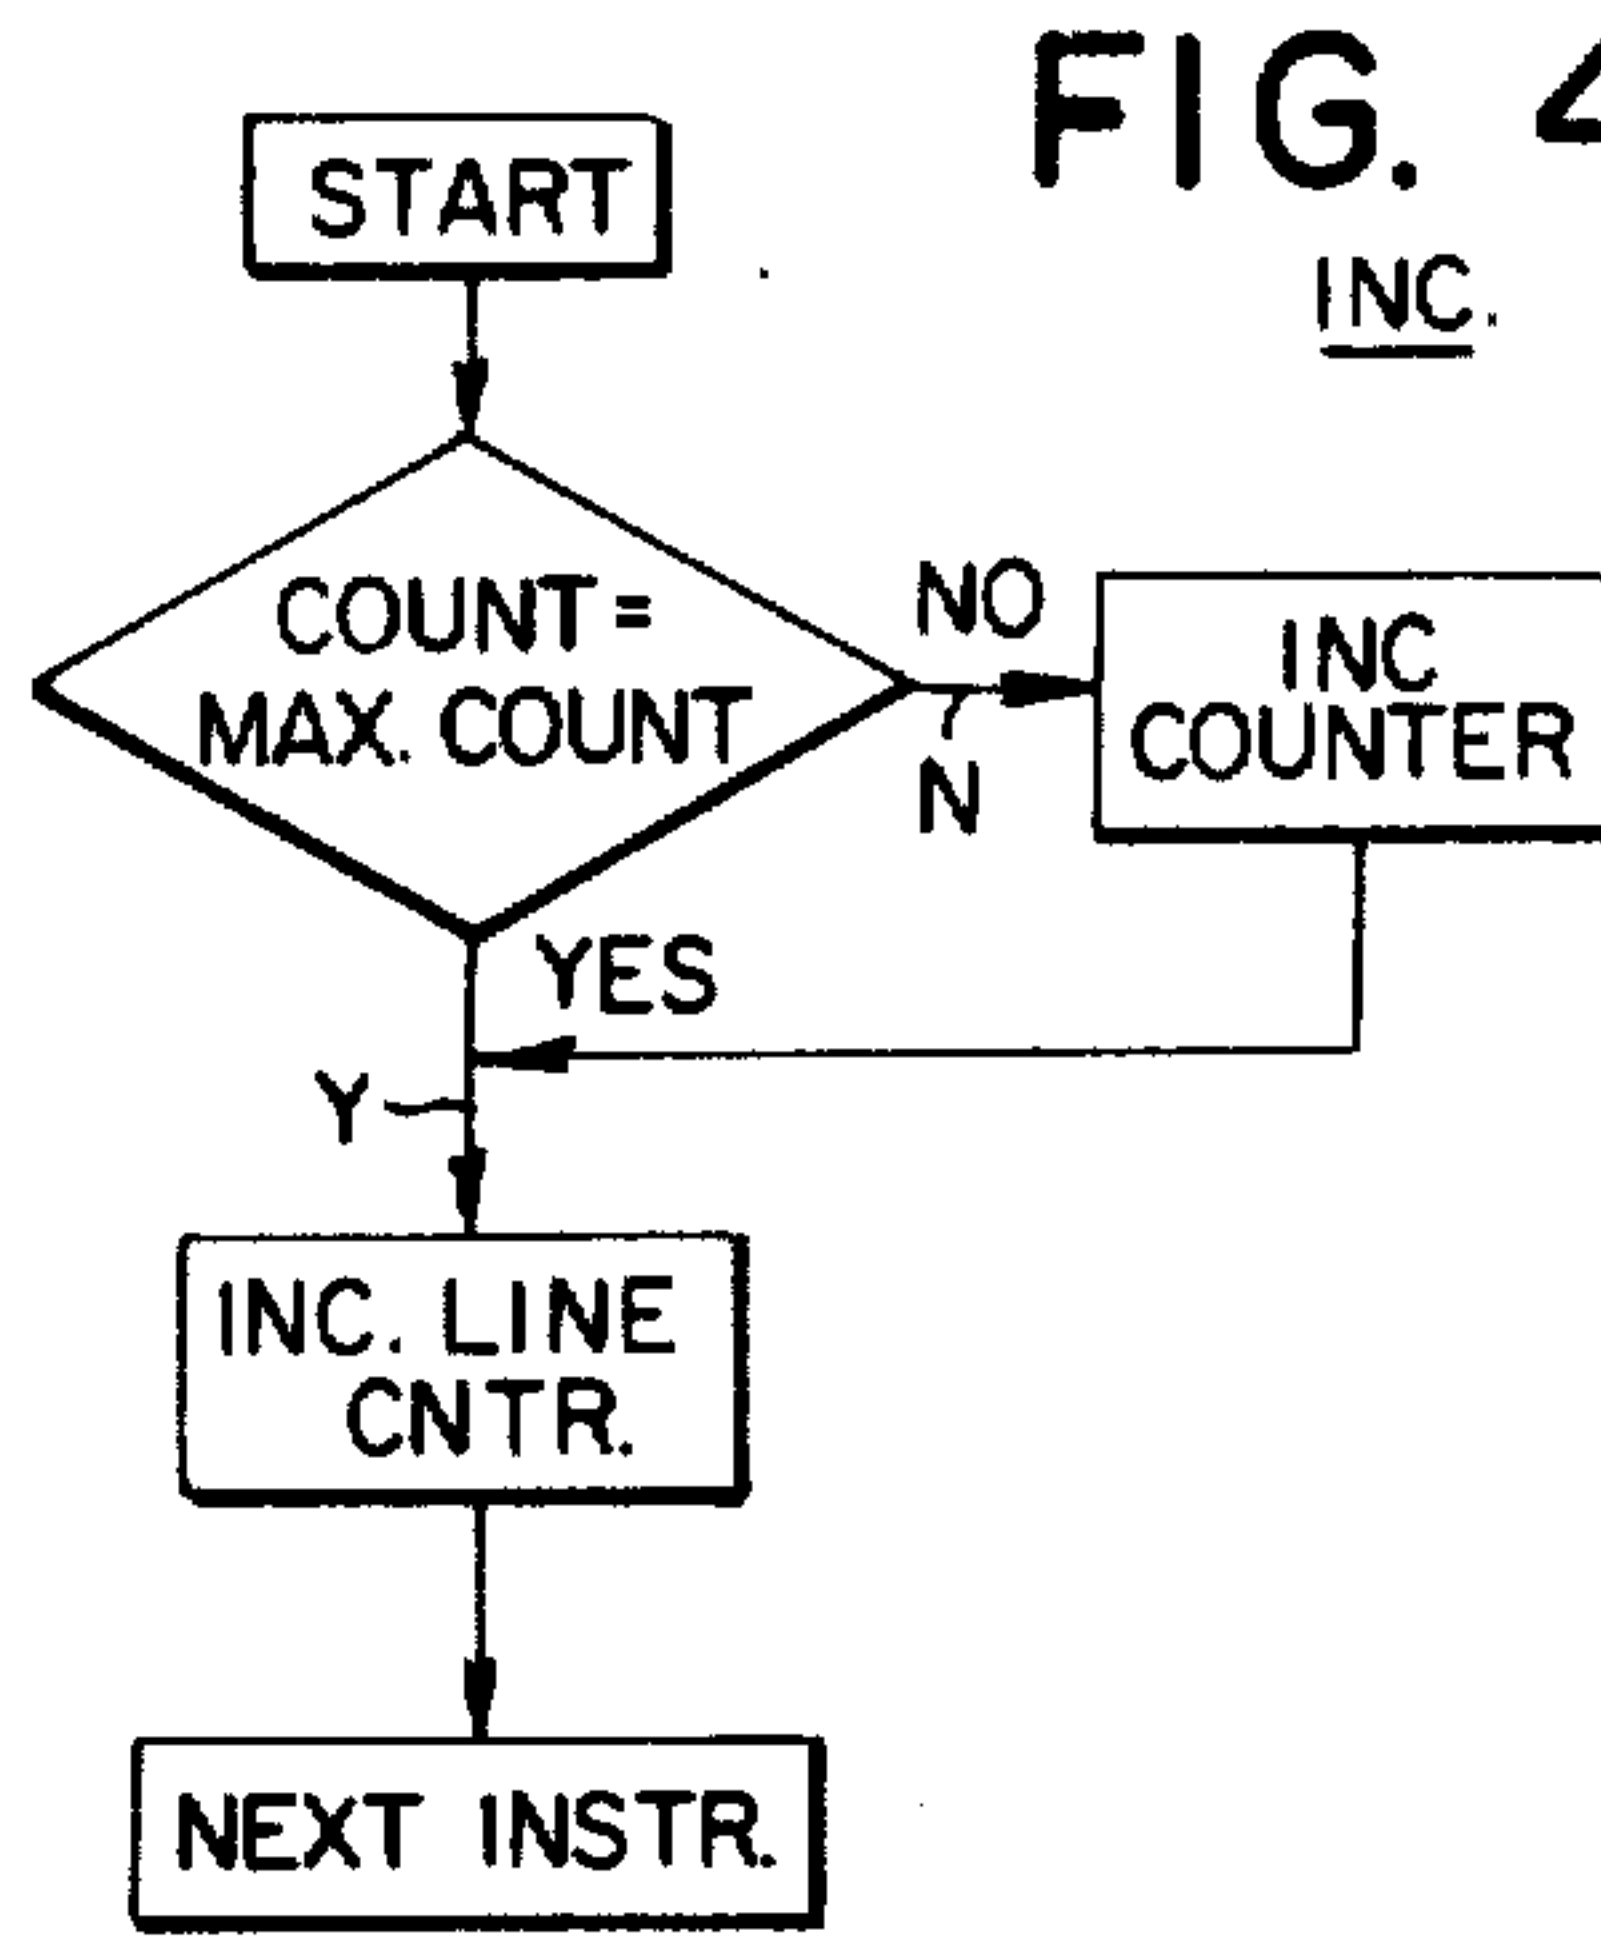 FIG. 4
INC.
START
COUNT =
MAX. COUNT
NO
N
INC
COUNTER
YES
Y
INC. LINE
CNTR.
NEXT INSTR.